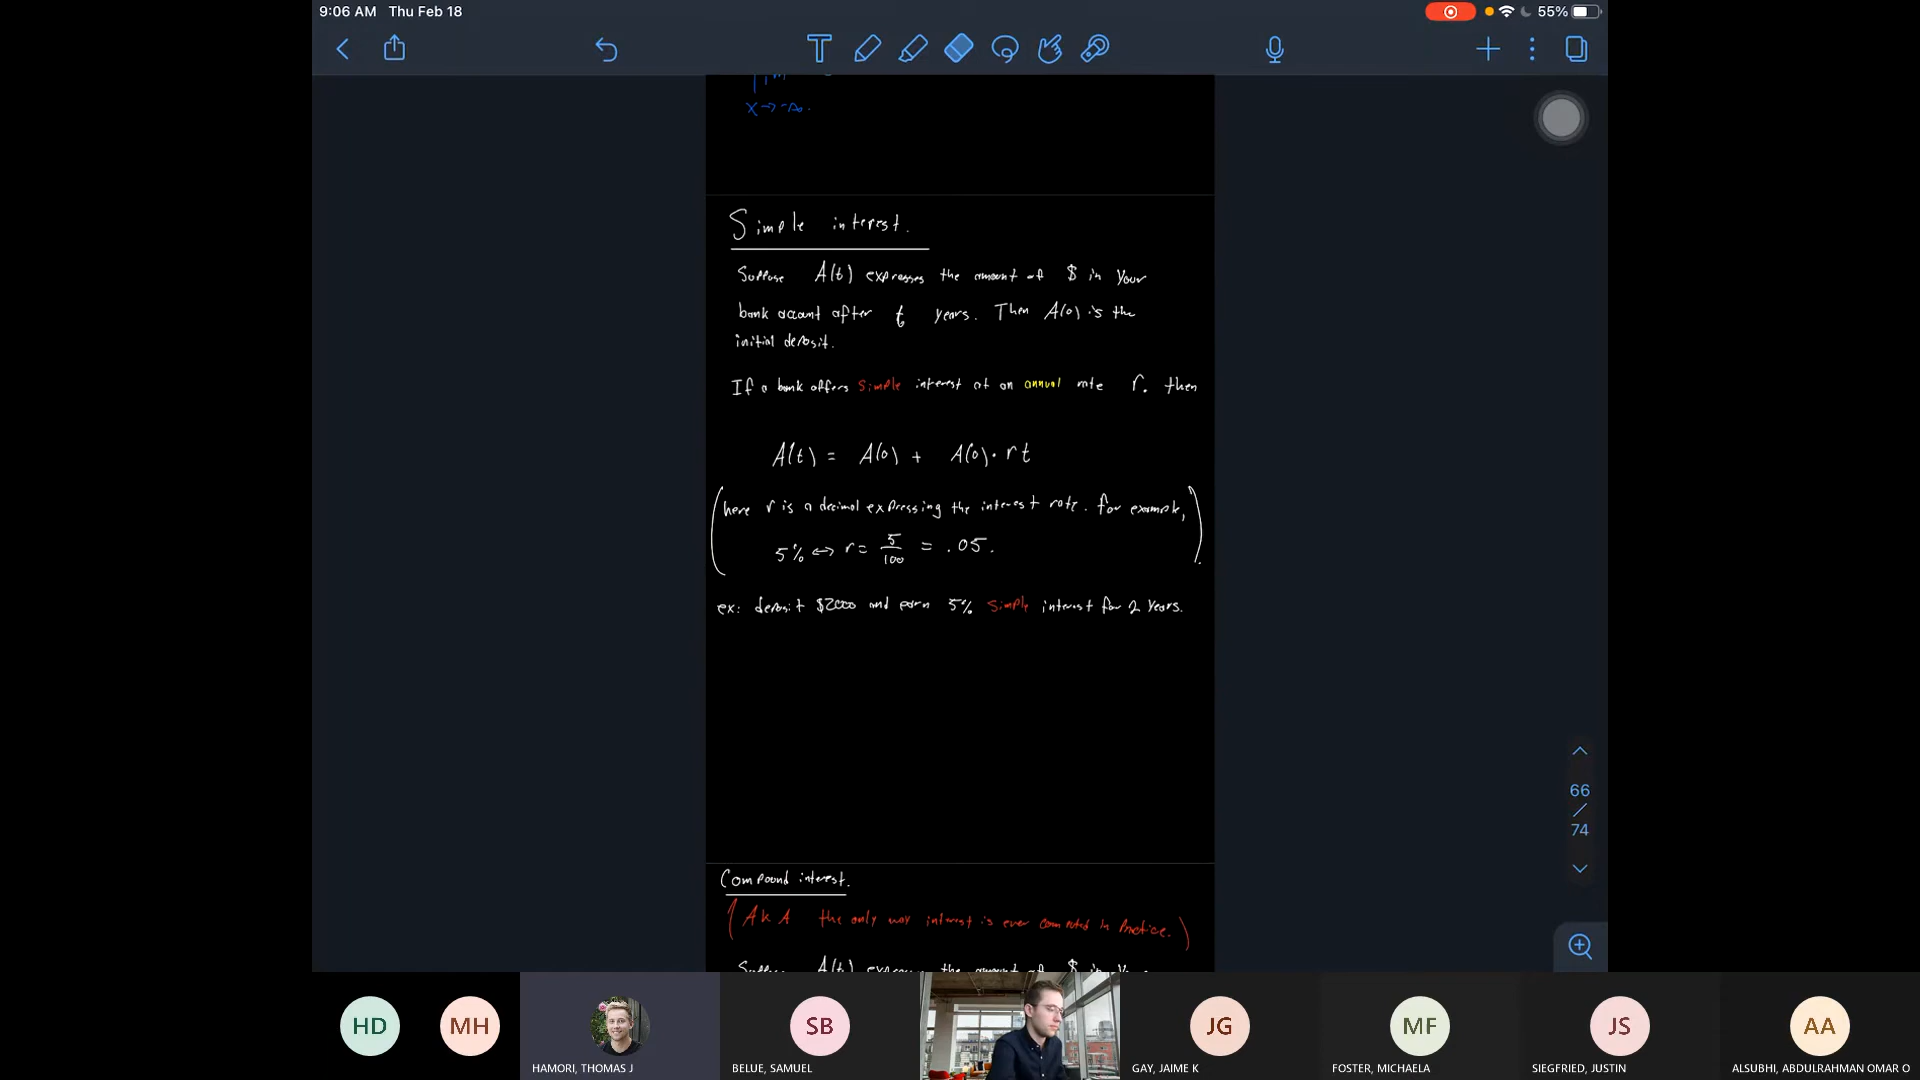 9:06 AM Thu Feb 18
55%
x → -∞.
Simple interest.
Suppose A(t) expresses the amount of $ in your
bank account after t years. Then A(0) is the
initial deposit.
If a bank offers simple interest at an annual rate r. then
A(t) = A(0) + A(0)· r t
(here r is a decimal expressing the interest rate. for example,
5% ↔ r = 5/100 = .05. )
ex: deposit $2000 and earn 5% simple interest for 2 years.
66
/
74
Compound interest.
(AKA the only way interest is ever computed in practice.)
A(t) the amount of $
HD
MH
SB
JG
MF
JS
AA
HAMORI, THOMAS J
BELUE, SAMUEL
GAY, JAIME K
FOSTER, MICHAELA
SIEGFRIED, JUSTIN
ALSUBHI, ABDULRAHMAN OMAR O